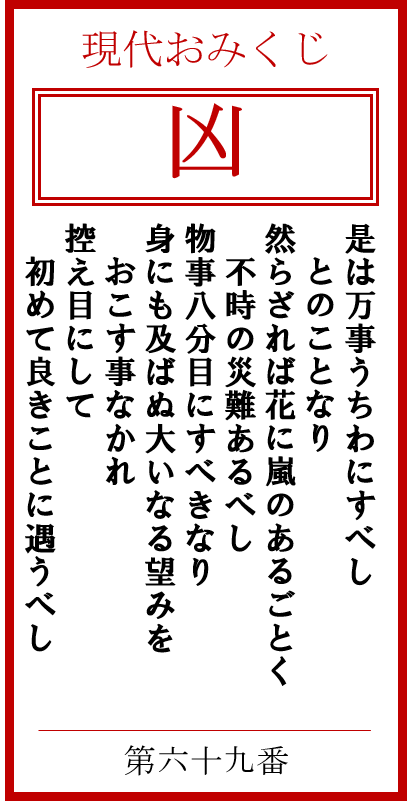 現代おみくじ
凶
是は万事うちわにすべし
とのことなり
然らざれば花に嵐のあるごとく
不時の災難あるべし
物事八分目にすべきなり
身にも及ばぬ大いなる望みを
おこす事なかれ
控え目にして
初めて良きことに遇うべし
第六十九番